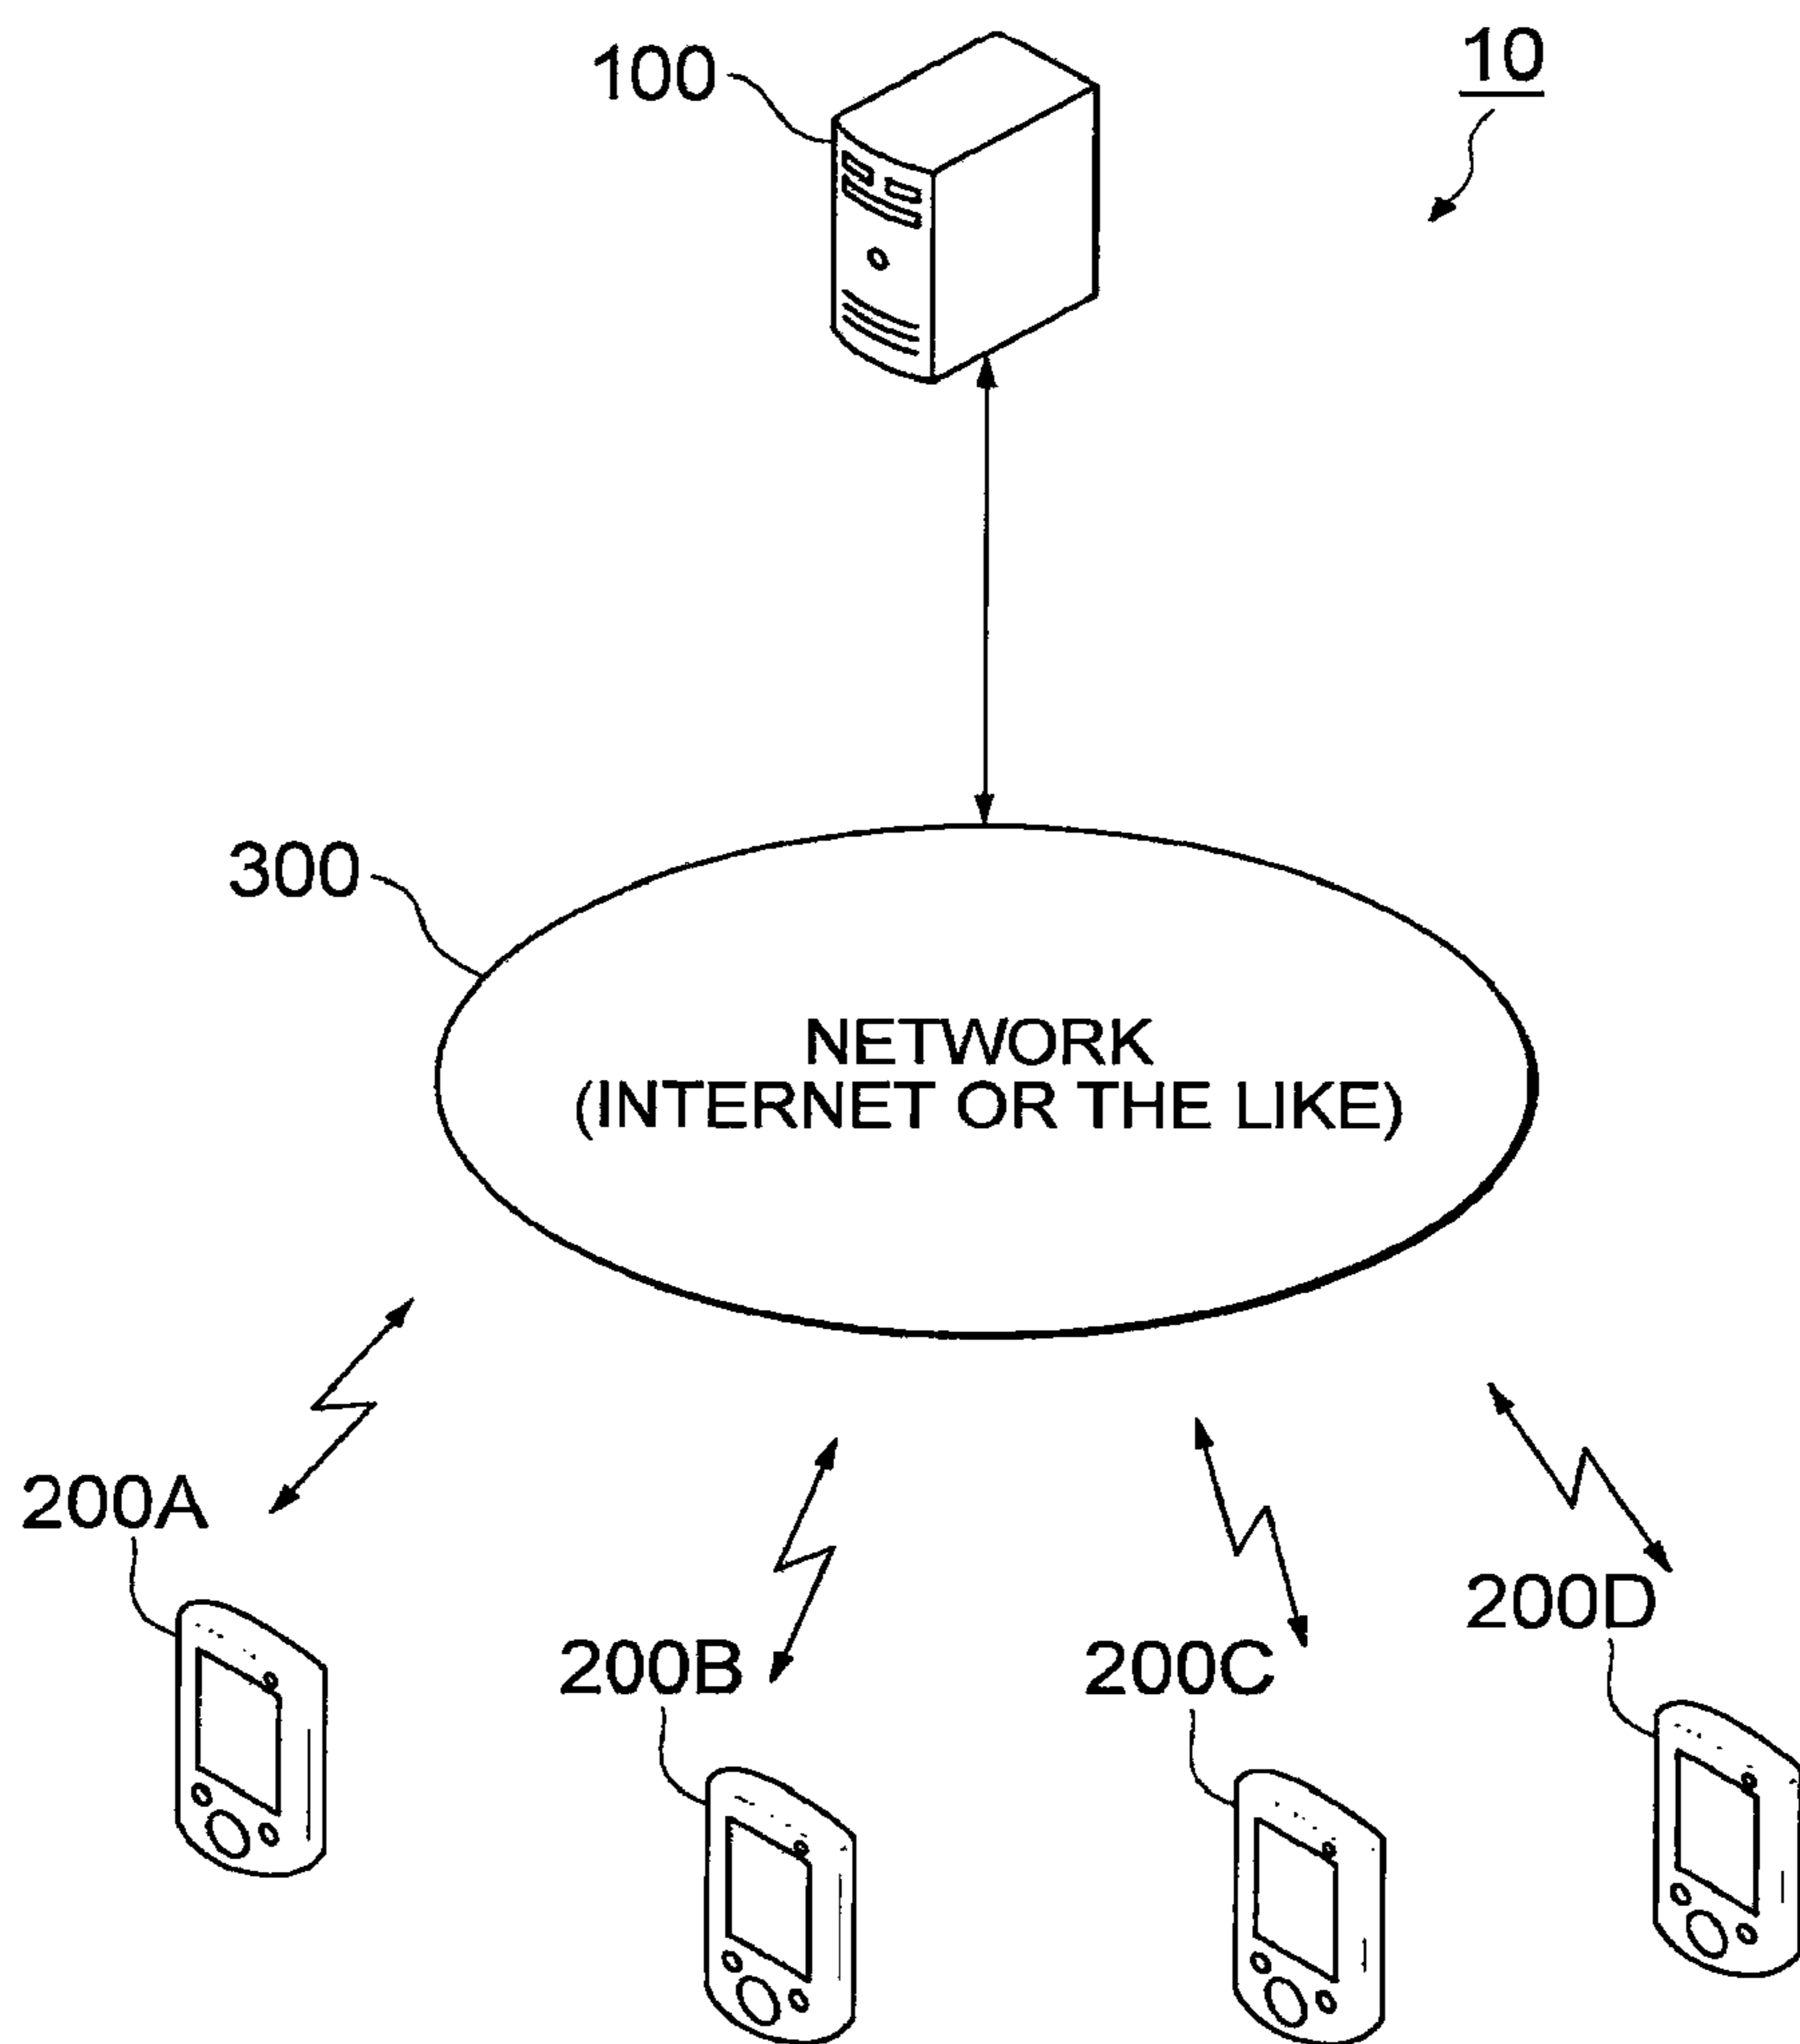 100
10
300
NETWORK
(INTERNET OR THE LIKE)
200A
200B
200C
200D